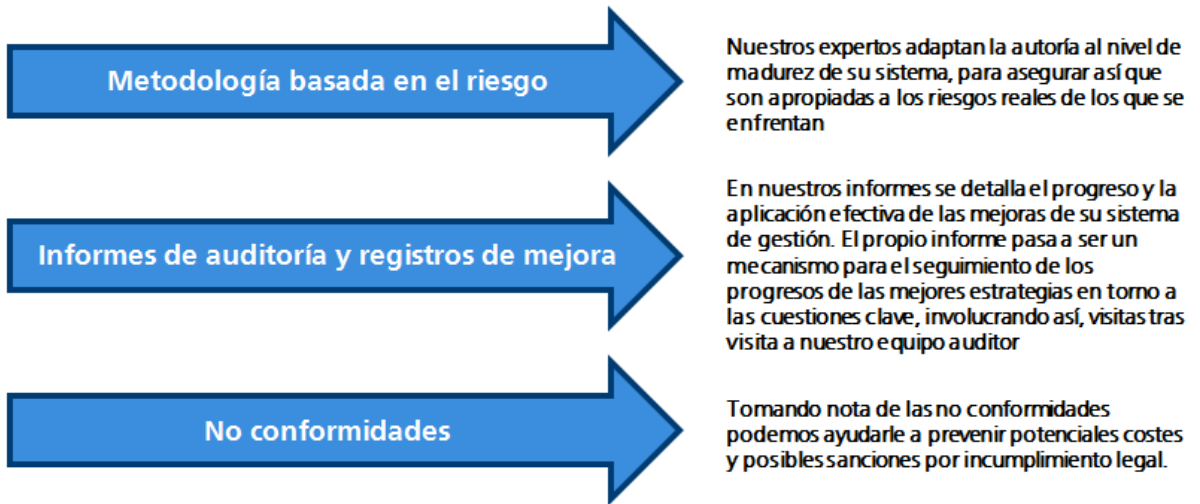 Metodología basada en el riesgo
Nuestros expertos adaptan la autoría al nivel de
madurez de su sistema, para asegurar así que
son apropiadas a los riesgos reales de los que se
enfrentan
Informes de auditoría y registros de mejora
En nuestros informes se detalla el progreso y la
aplicación efectiva de las mejoras de su sistema
de gestión. El propio informe pasa a ser un
mecanismo para el seguimiento de los
progresos de las mejores estrategias en torno a
las cuestiones clave, involucrando así, visitas tras
visita a nuestro equipo auditor
No conformidades
Tomando nota de las no conformidades
podemos ayudarle a prevenir potenciales costes
y posibles sanciones por incumplimiento legal.